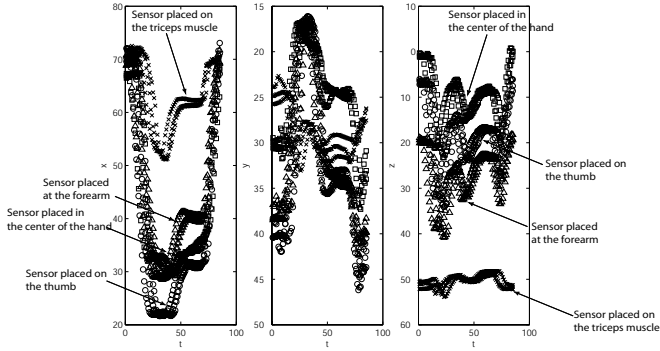 Sensor placed on
the triceps muscle
Sensor placed
at the forearm
Sensor placed in
the center of the hand
Sensor placed on
the thumb
x
80
70
60
50
40
30
20
0
50
100
t
y
15
20
25
30
35
40
45
50
0
50
100
t
Sensor placed in
the center of the hand
Sensor placed on
the thumb
Sensor placed
at the forearm
Sensor placed on
the triceps muscle
z
0
10
20
30
40
50
60
0
50
100
t